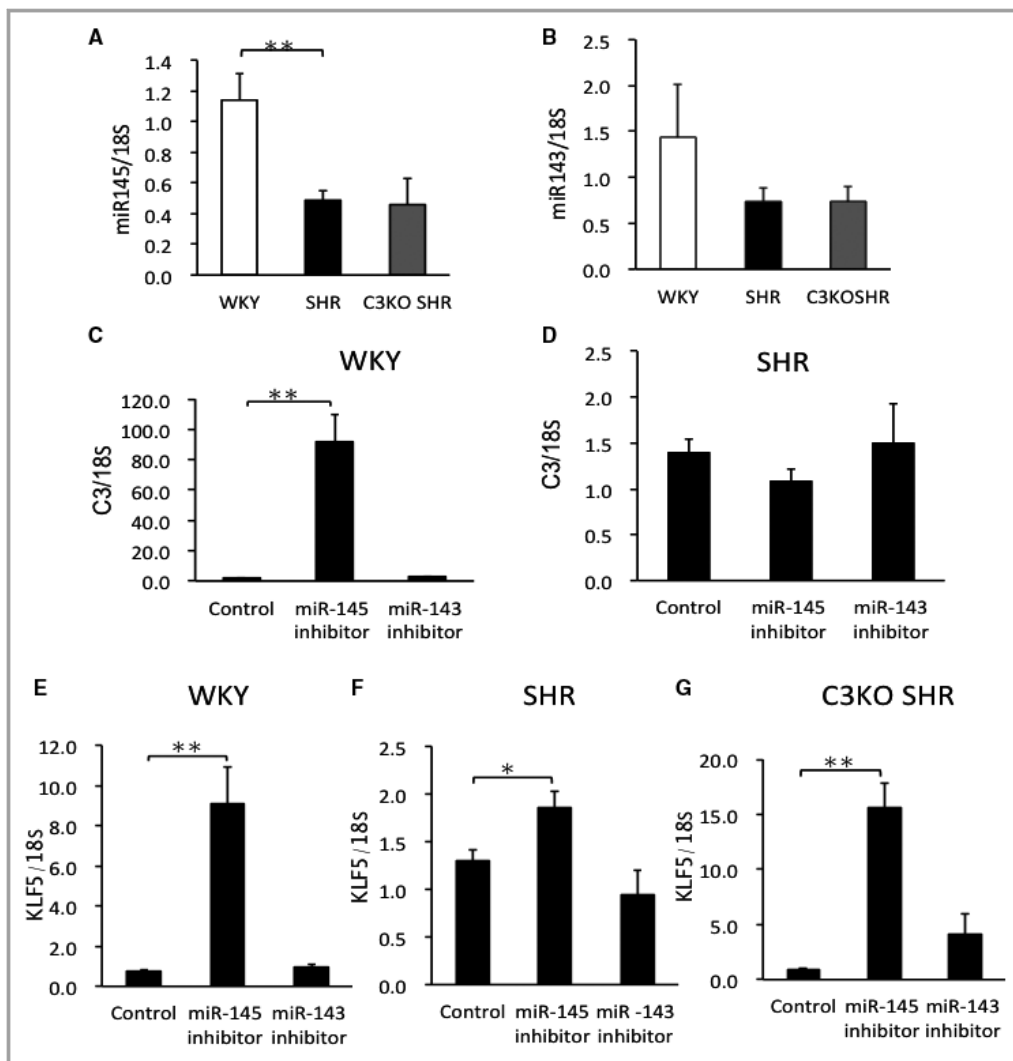 A
**
miR145/18S
1.4
1.2
1.0
0.8
0.6
0.4
0.2
0.0
WKY SHR C3KO SHR
B
miR143/18S
2.5
2.0
1.5
1.0
0.5
0.0
WKY SHR C3KOSHR
C
WKY
**
C3/18S
120.0
100.0
80.0
60.0
40.0
20.0
0.0
Control miR-145 miR-143
inhibitor inhibitor
D
SHR
C3/18S
2.5
2.0
1.5
1.0
0.5
0.0
Control miR-145 miR-143
inhibitor inhibitor
E
WKY
**
KLF5/18S
12.0
10.0
8.0
6.0
4.0
2.0
0.0
Control miR-145 miR-143
inhibitor inhibitor
F
SHR
*
KLF5/18S
2.5
2.0
1.5
1.0
0.5
0.0
Control miR-145 miR -143
inhibitor inhibitor
G
C3KO SHR
**
KLF5/18S
20.0
15.0
10.0
5.0
0.0
Control miR-145 miR-143
inhibitor inhibitor